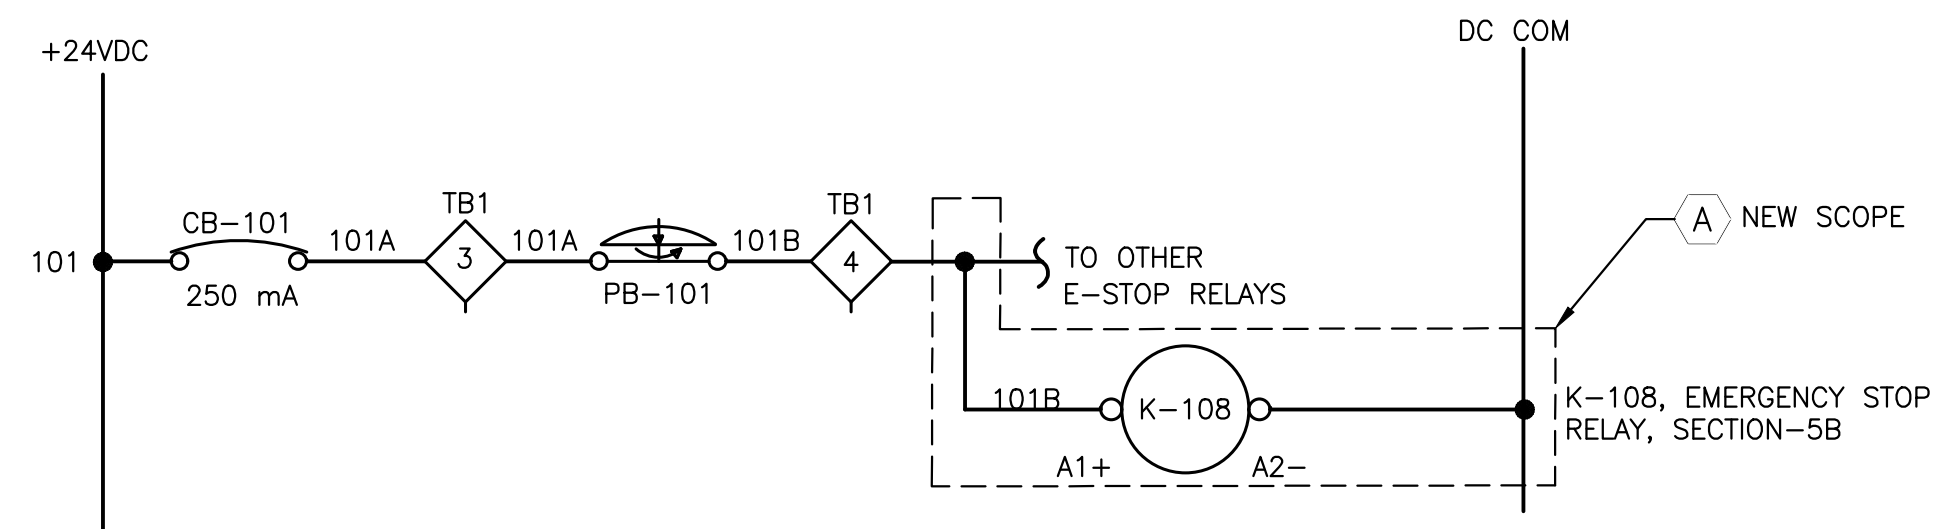 +24VDC
DC COM
101
CB-101
250 mA
101A
TB1
3
101A
PB-101
101B
TB1
4
TO OTHER
E-STOP RELAYS
A
NEW SCOPE
101B
K-108
A1+
A2-
K-108, EMERGENCY STOP
RELAY, SECTION-5B